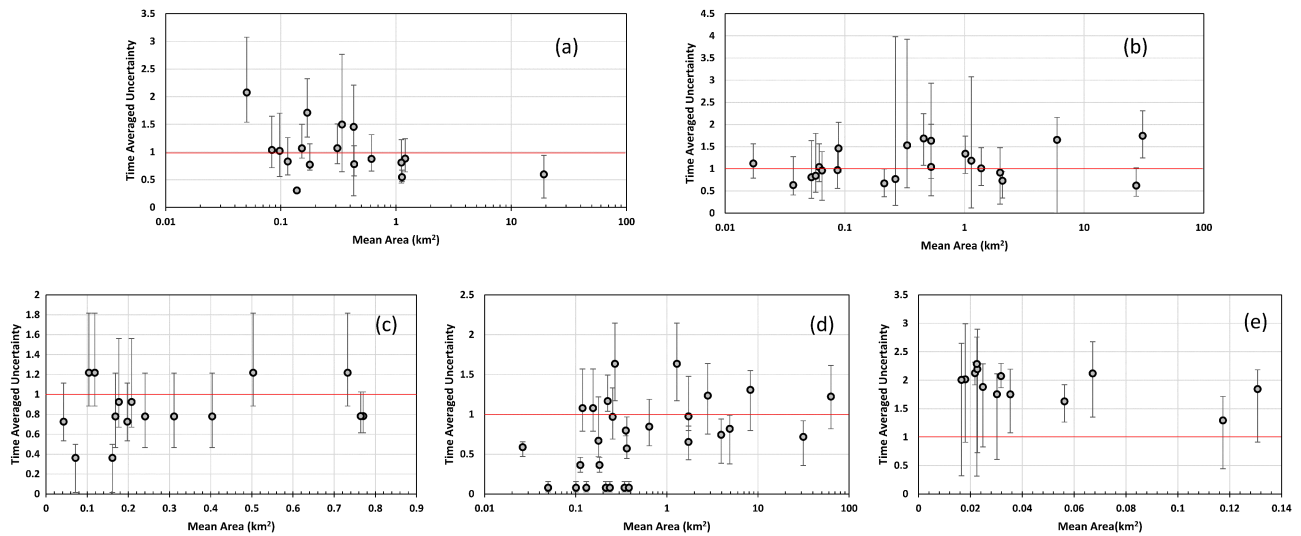 (a)
Time Averaged Uncertainty
3.5
3
2.5
2
1.5
1
0.5
0
0.01 0.1 1 10 100
Mean Area (km²)
(b)
Time Averaged Uncertainty
4.5
4
3.5
3
2.5
2
1.5
1
0.5
0
0.01 0.1 1 10 100
Mean Area (km²)
(c)
Time Averaged Uncertainty
2
1.8
1.6
1.4
1.2
1
0.8
0.6
0.4
0.2
0
0 0.1 0.2 0.3 0.4 0.5 0.6 0.7 0.8 0.9
Mean Area (km²)
(d)
Time Averaged Uncertainty
2.5
2
1.5
1
0.5
0
0.01 0.1 1 10 100
Mean Area (km²)
(e)
Time Averaged Uncertainty
3.5
3
2.5
2
1.5
1
0.5
0
0 0.02 0.04 0.06 0.08 0.1 0.12 0.14
Mean Area(km²)